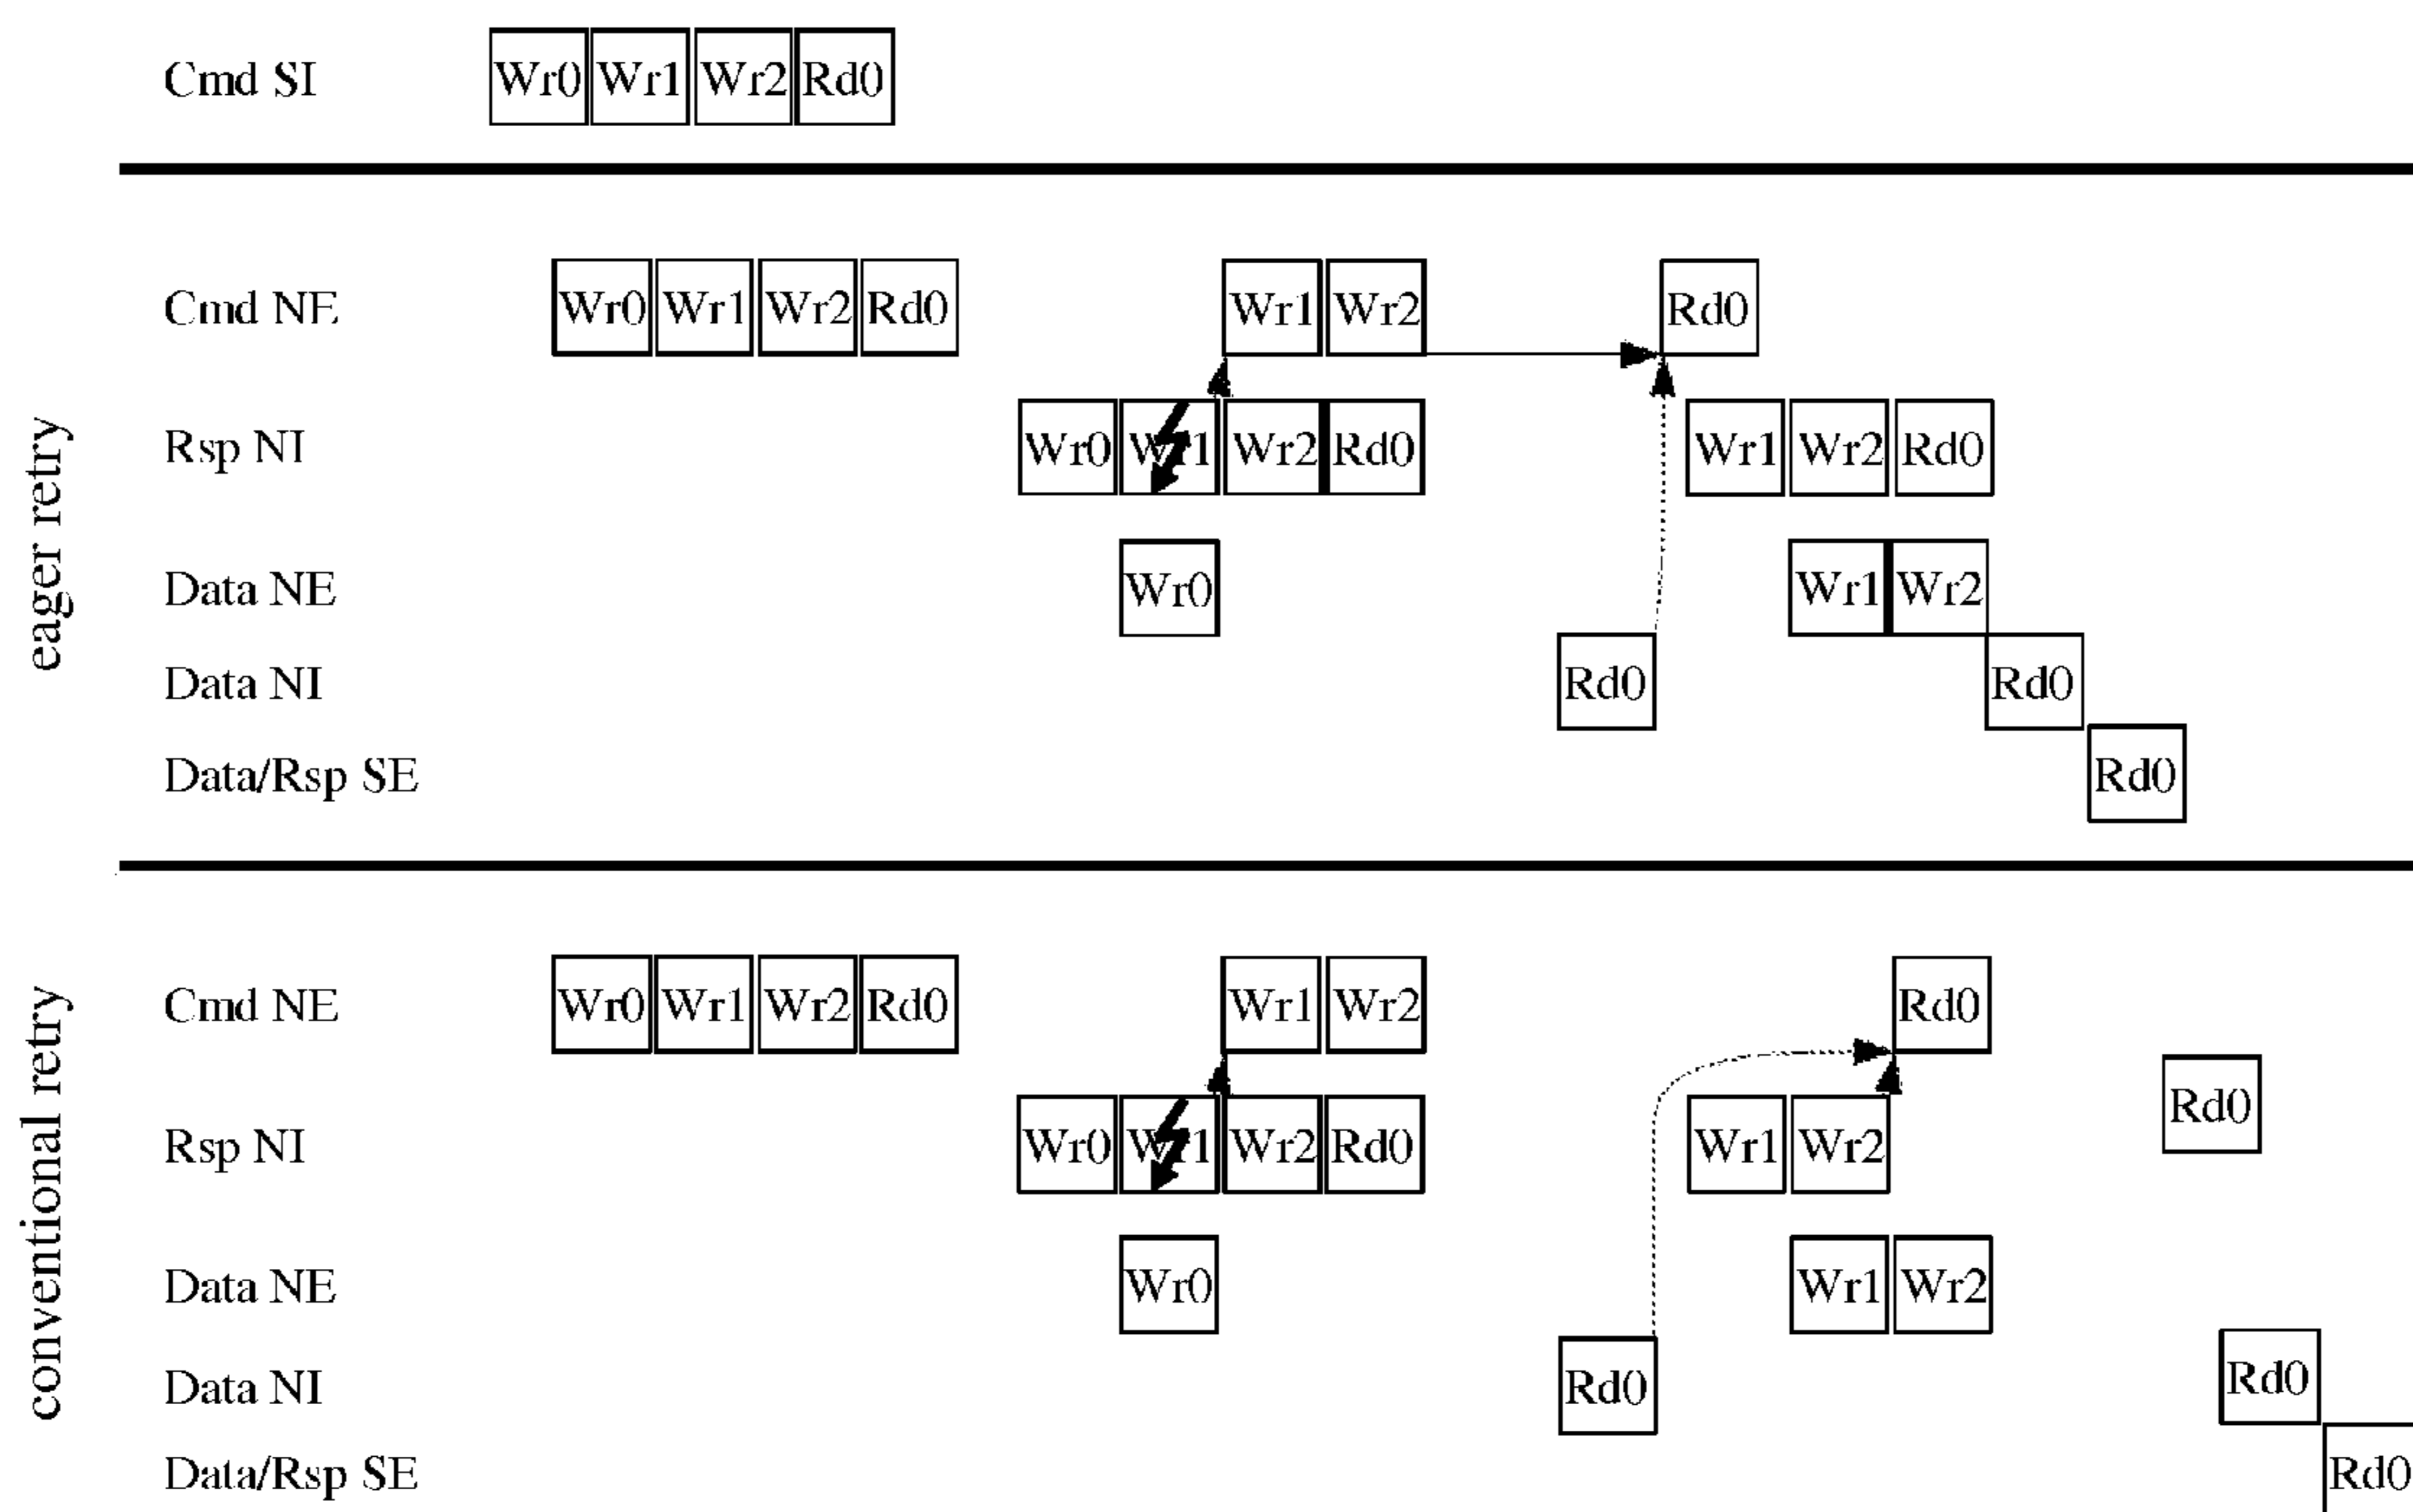 Cmd SI Wr0 Wr1 Wr2 Rd0
eager retry
Cmd NE Wr0 Wr1 Wr2 Rd0 Wr1 Wr2 Rd0
Rsp NI Wr0 Wr1 Wr2 Rd0 Wr1 Wr2 Rd0
Data NE Wr0 Wr1 Wr2
Data NI Rd0 Rd0
Data/Rsp SE Rd0
conventional retry
Cmd NE Wr0 Wr1 Wr2 Rd0 Wr1 Wr2 Rd0
Rsp NI Wr0 Wr1 Wr2 Rd0 Wr1 Wr2 Rd0
Data NE Wr0 Wr1 Wr2
Data NI Rd0 Rd0
Data/Rsp SE Rd0